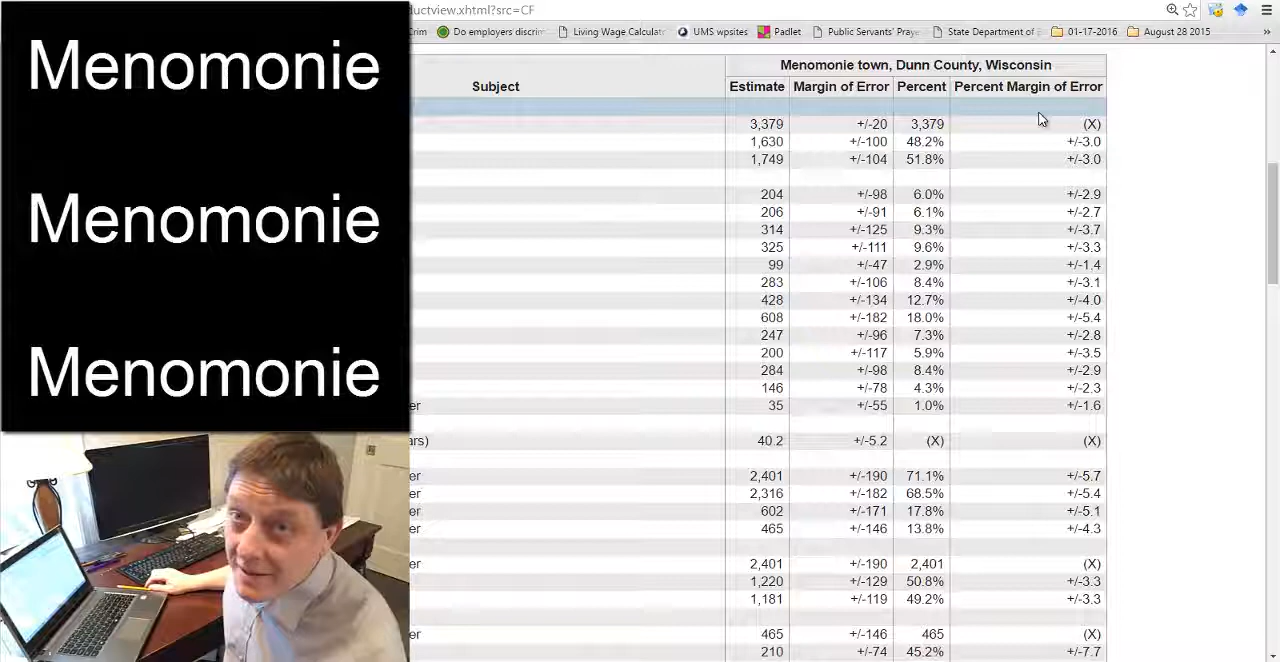 ductview.xhtml?src=CF
Crim Do employers discri Living Wage Calculat UMS wpsites Padlet Public Servants' Praye State Department of 01-17-2016 August 28 2015 »
Menomonie
Menomonie
Menomonie
Menomonie town, Dunn County, Wisconsin
Subject Estimate Margin of Error Percent Percent Margin of Error
3,379 +/-20 3,379 (X)
1,630 +/-100 48.2% +/-3.0
1,749 +/-104 51.8% +/-3.0
204 +/-98 6.0% +/-2.9
206 +/-91 6.1% +/-2.7
314 +/-125 9.3% +/-3.7
325 +/-111 9.6% +/-3.3
99 +/-47 2.9% +/-1.4
283 +/-106 8.4% +/-3.1
428 +/-134 12.7% +/-4.0
608 +/-182 18.0% +/-5.4
247 +/-96 7.3% +/-2.8
200 +/-117 5.9% +/-3.5
284 +/-98 8.4% +/-2.9
146 +/-78 4.3% +/-2.3
er 35 +/-55 1.0% +/-1.6
ars) 40.2 +/-5.2 (X) (X)
er 2,401 +/-190 71.1% +/-5.7
er 2,316 +/-182 68.5% +/-5.4
er 602 +/-171 17.8% +/-5.1
er 465 +/-146 13.8% +/-4.3
er 2,401 +/-190 2,401 (X)
1,220 +/-129 50.8% +/-3.3
1,181 +/-119 49.2% +/-3.3
er 465 +/-146 465 (X)
210 +/-74 45.2% +/-7.7